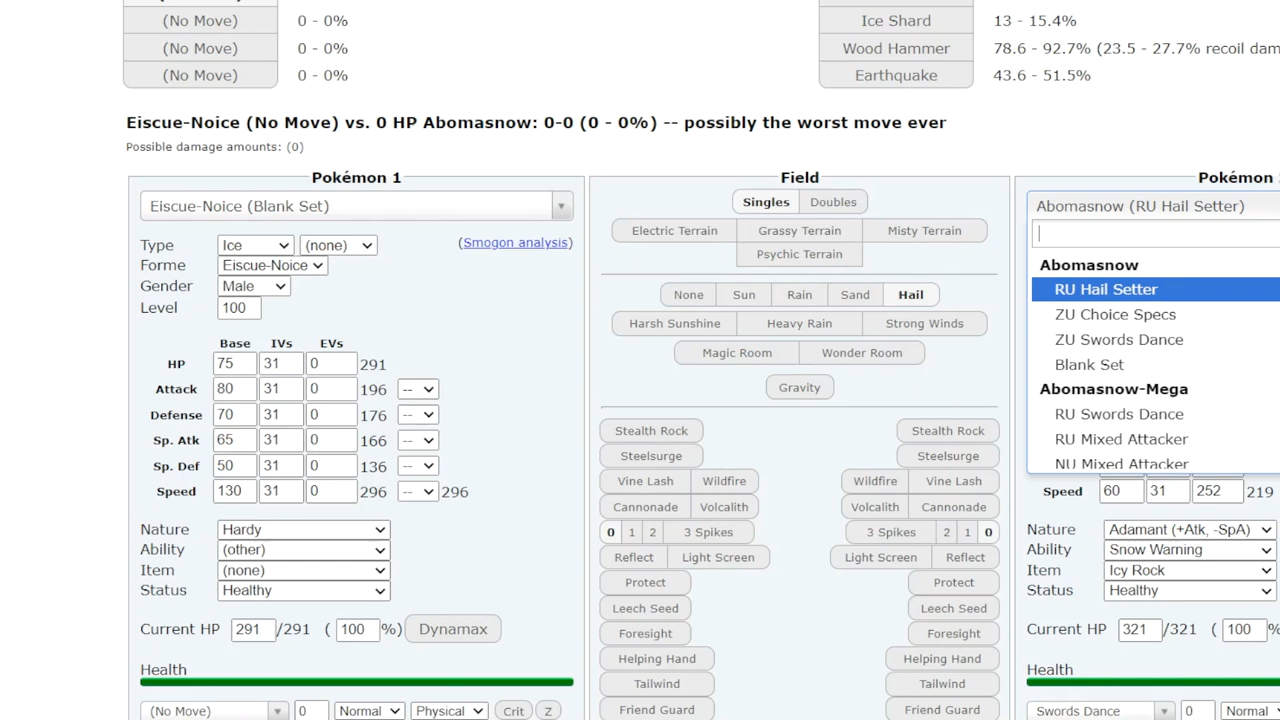 (No Move) 0 - 0% Ice Shard 13 - 15.4%
(No Move) 0 - 0% Wood Hammer 78.6 - 92.7% (23.5 - 27.7% recoil dam
(No Move) 0 - 0% Earthquake 43.6 - 51.5%
Eiscue-Noice (No Move) vs. 0 HP Abomasnow: 0-0 (0 - 0%) -- possibly the worst move ever
Possible damage amounts: (0)
Pokémon 1
Eiscue-Noice (Blank Set)
Type Ice (none) (Smogon analysis)
Forme Eiscue-Noice
Gender Male
Level 100
Base IVs EVs
HP 75 31 0 291
Attack 80 31 0 196 --
Defense 70 31 0 176 --
Sp. Atk 65 31 0 166 --
Sp. Def 50 31 0 136 --
Speed 130 31 0 296 -- 296
Nature Hardy
Ability (other)
Item (none)
Status Healthy
Current HP 291 /291 ( 100 %) Dynamax
Health
(No Move) 0 Normal Physical Crit Z
Field
Singles Doubles
Electric Terrain Grassy Terrain Misty Terrain
Psychic Terrain
None Sun Rain Sand Hail
Harsh Sunshine Heavy Rain Strong Winds
Magic Room Wonder Room
Gravity
Stealth Rock Stealth Rock
Steelsurge Steelsurge
Vine Lash Wildfire Wildfire Vine Lash
Cannonade Volcalith Volcalith Cannonade
0 1 2 3 Spikes 3 Spikes 2 1 0
Reflect Light Screen Light Screen Reflect
Protect Protect
Leech Seed Leech Seed
Foresight Foresight
Helping Hand Helping Hand
Tailwind Tailwind
Friend Guard Friend Guard
Pokémon
Abomasnow (RU Hail Setter)
Abomasnow
RU Hail Setter
ZU Choice Specs
ZU Swords Dance
Blank Set
Abomasnow-Mega
RU Swords Dance
RU Mixed Attacker
NU Mixed Attacker
Speed 60 31 252 219
Nature Adamant (+Atk, -SpA)
Ability Snow Warning
Item Icy Rock
Status Healthy
Current HP 321 /321 ( 100 %
Health
Swords Dance 0 Normal